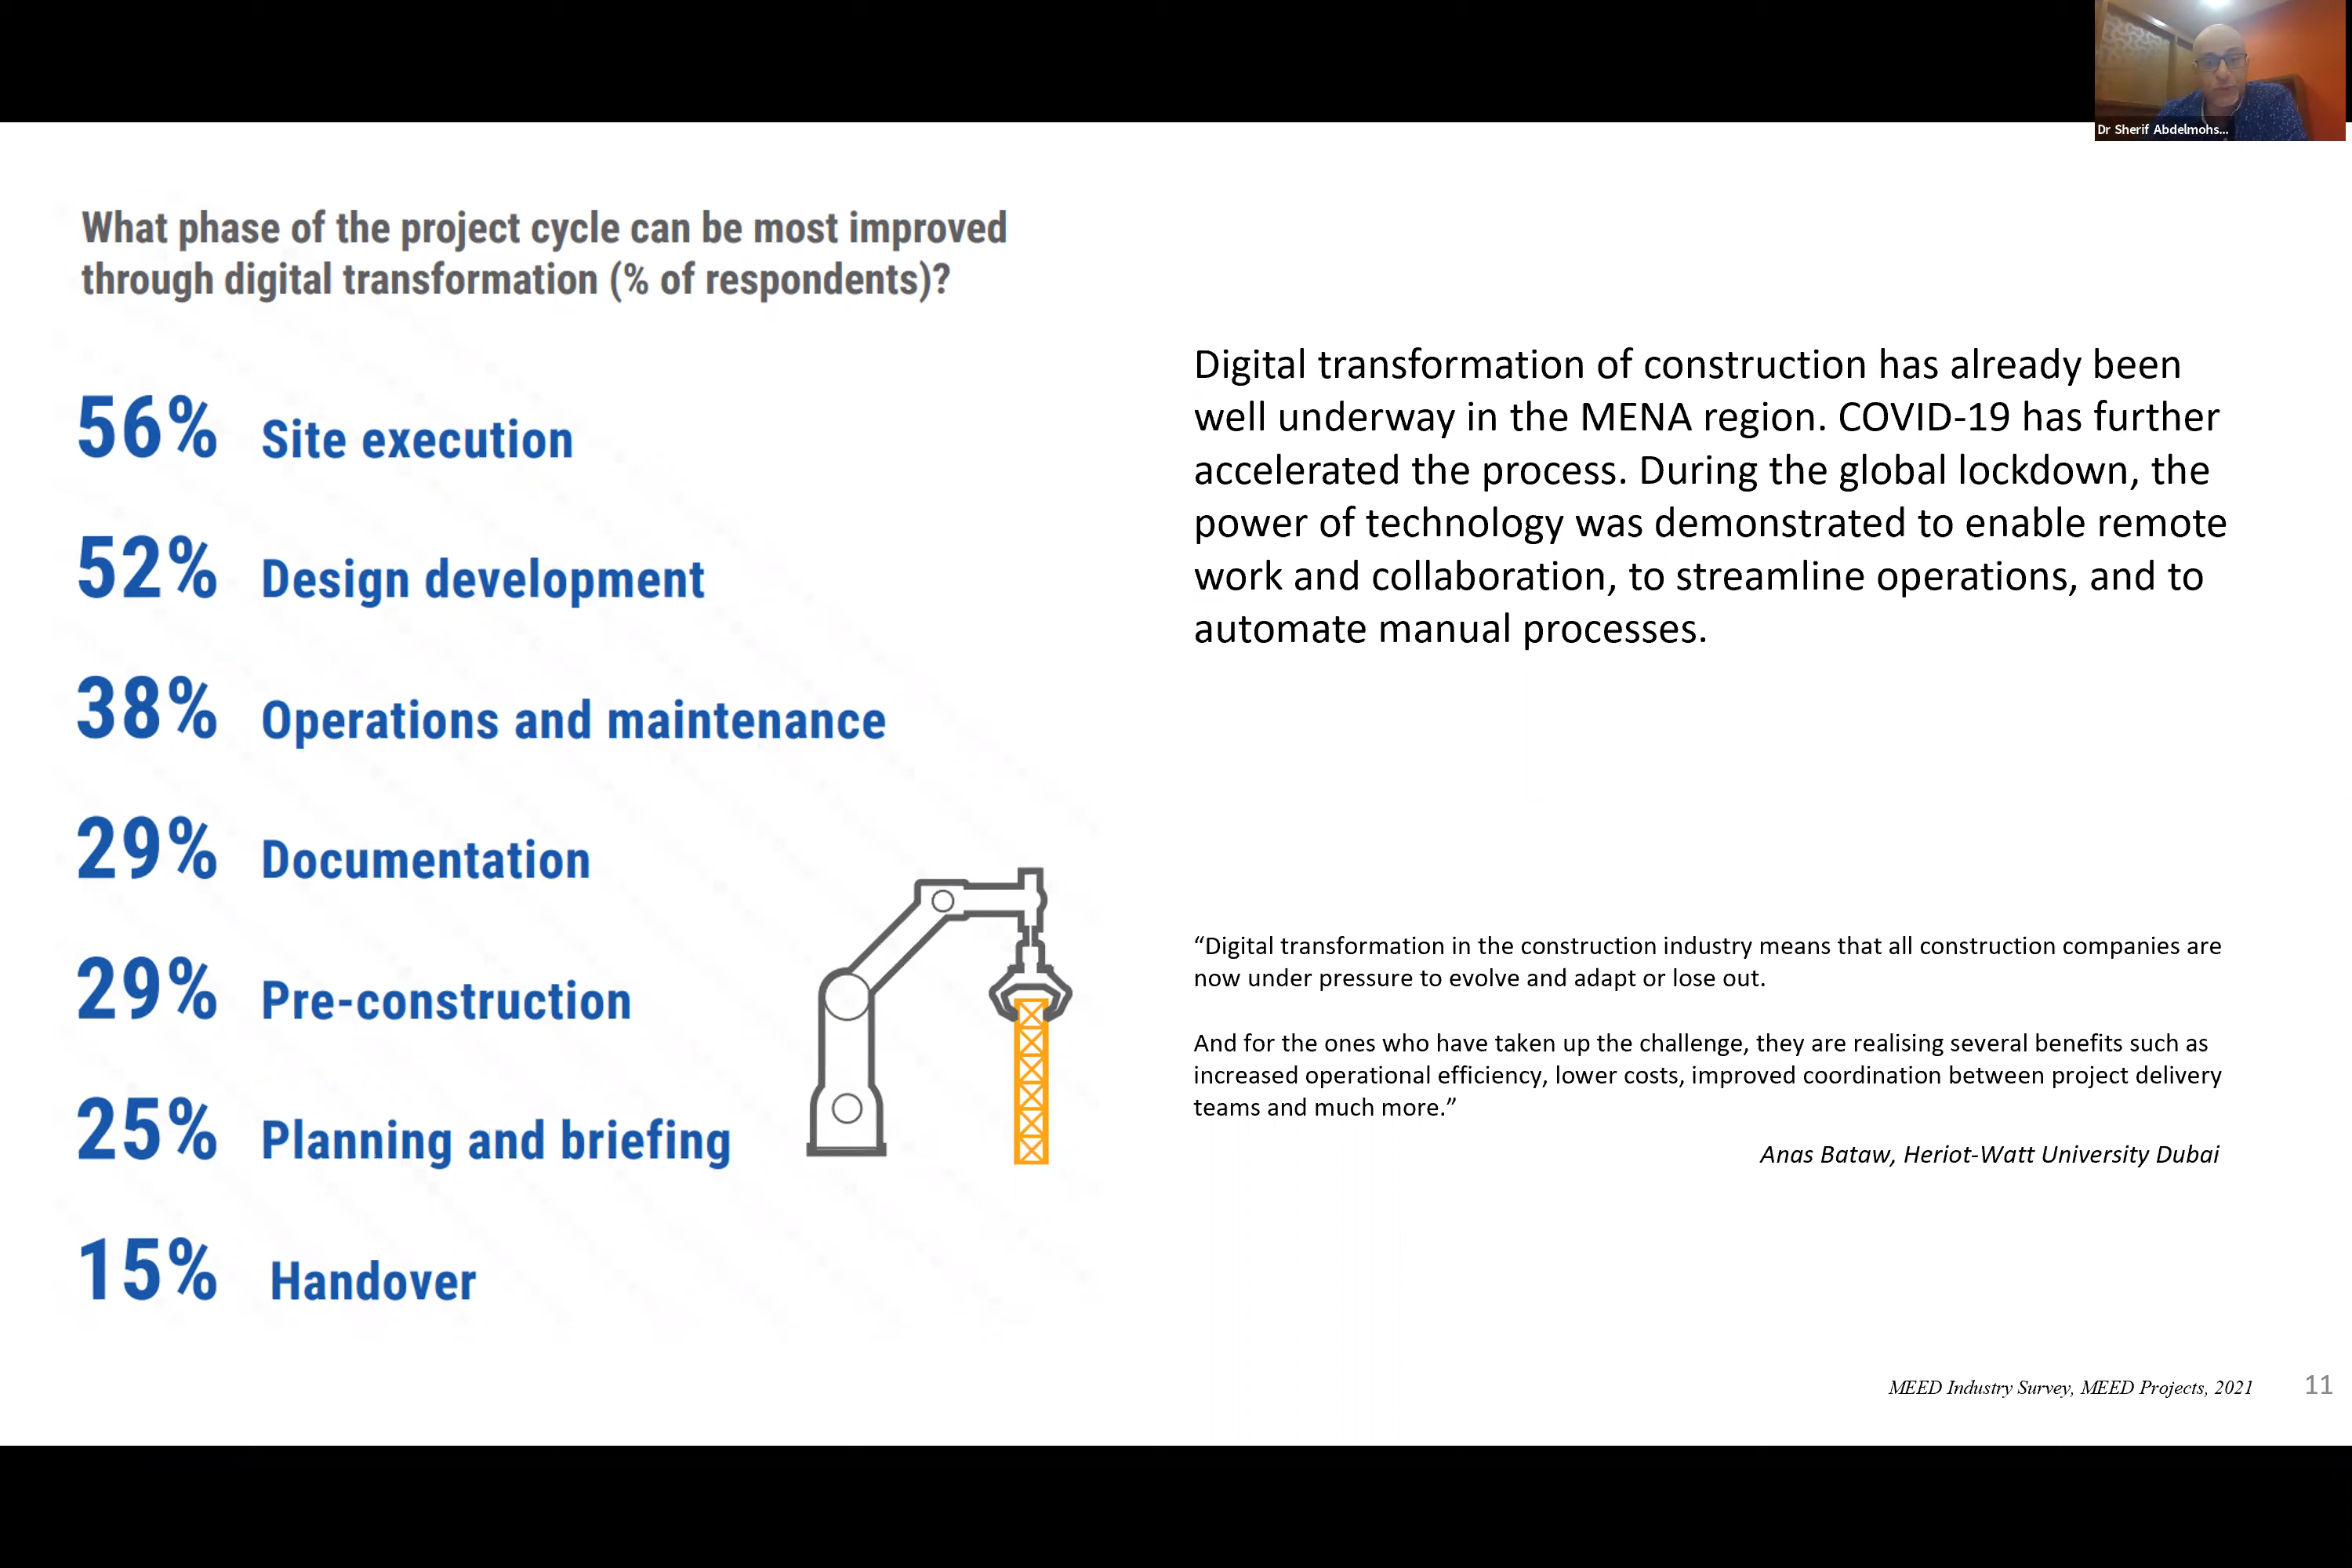 Dr Sherif Abdelmohs...
What phase of the project cycle can be most improved
through digital transformation (% of respondents)?
56% Site execution
52% Design development
38% Operations and maintenance
29% Documentation
29% Pre-construction
25% Planning and briefing
15% Handover
Digital transformation of construction has already been
well underway in the MENA region. COVID-19 has further
accelerated the process. During the global lockdown, the
power of technology was demonstrated to enable remote
work and collaboration, to streamline operations, and to
automate manual processes.
“Digital transformation in the construction industry means that all construction companies are
now under pressure to evolve and adapt or lose out.
And for the ones who have taken up the challenge, they are realising several benefits such as
increased operational efficiency, lower costs, improved coordination between project delivery
teams and much more.”
Anas Bataw, Heriot-Watt University Dubai
MEED Industry Survey, MEED Projects, 2021
11